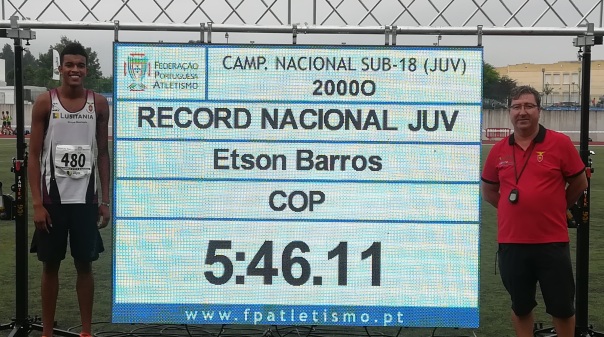 FEDERAÇÃO
PORTUGUESA
ATLETISMO
CAMP. NACIONAL SUB-18 (JUV)
2000O
RECORD NACIONAL JUV
Etson Barros
COP
5:46.11
www.fpatletismo.pt
LUSITANIA
480